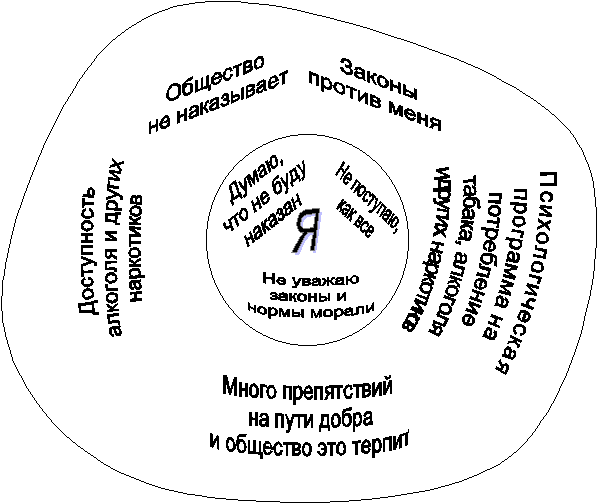 Общество
не наказывает
Законы
против меня
Психологическая
программа на
потребление
табака, алкоголя
и других наркотиков
Доступность
алкоголя и других
наркотиков
Думаю,
что не буду
наказан
Не поступаю,
как все
Я
Не уважаю
законы и
нормы морали
Много препятствий
на пути добра
и общество это терпит